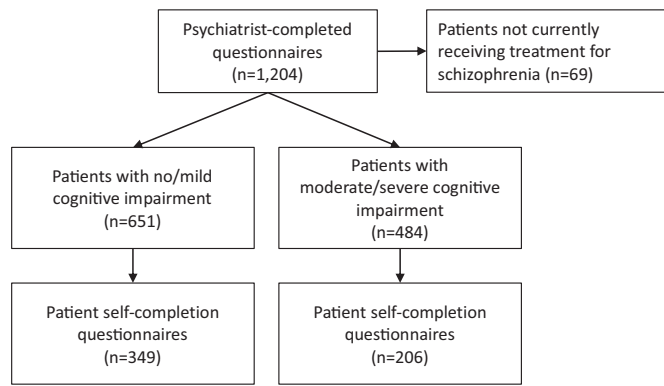 Psychiatrist-completed
questionnaires
(n=1,204)
Patients not currently
receiving treatment for
schizophrenia (n=69)
Patients with no/mild
cognitive impairment
(n=651)
Patients with
moderate/severe cognitive
impairment
(n=484)
Patient self-completion
questionnaires
(n=349)
Patient self-completion
questionnaires
(n=206)